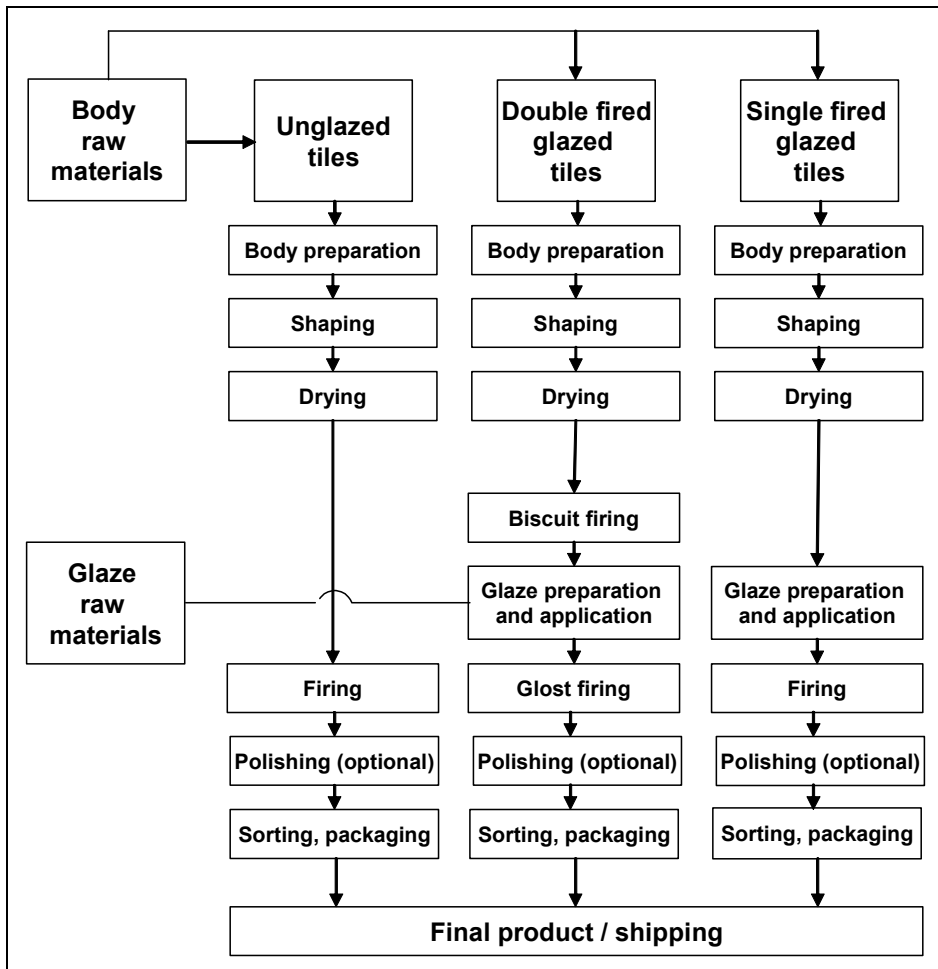 Body
raw
materials
Unglazed
tiles
Double fired
glazed
tiles
Single fired
glazed
tiles
Body preparation
Body preparation
Body preparation
Shaping
Shaping
Shaping
Drying
Drying
Drying
Biscuit firing
Glaze
raw
materials
Glaze preparation
and application
Glaze preparation
and application
Firing
Glost firing
Firing
Polishing (optional)
Polishing (optional)
Polishing (optional)
Sorting, packaging
Sorting, packaging
Sorting, packaging
Final product / shipping